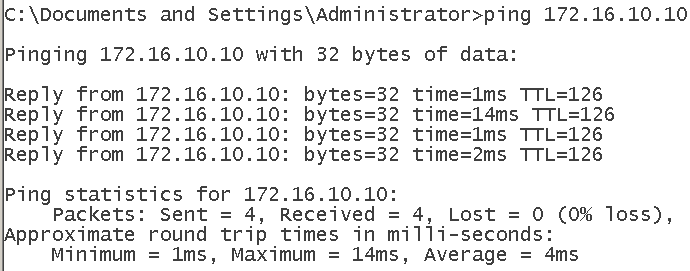 C:\Documents and Settings\Administrator>ping 172.16.10.10
Pinging 172.16.10.10 with 32 bytes of data:
Reply from 172.16.10.10: bytes=32 time=1ms TTL=126
Reply from 172.16.10.10: bytes=32 time=14ms TTL=126
Reply from 172.16.10.10: bytes=32 time=1ms TTL=126
Reply from 172.16.10.10: bytes=32 time=2ms TTL=126
Ping statistics for 172.16.10.10:
    Packets: Sent = 4, Received = 4, Lost = 0 (0% loss),
Approximate round trip times in milli-seconds:
    Minimum = 1ms, Maximum = 14ms, Average = 4ms